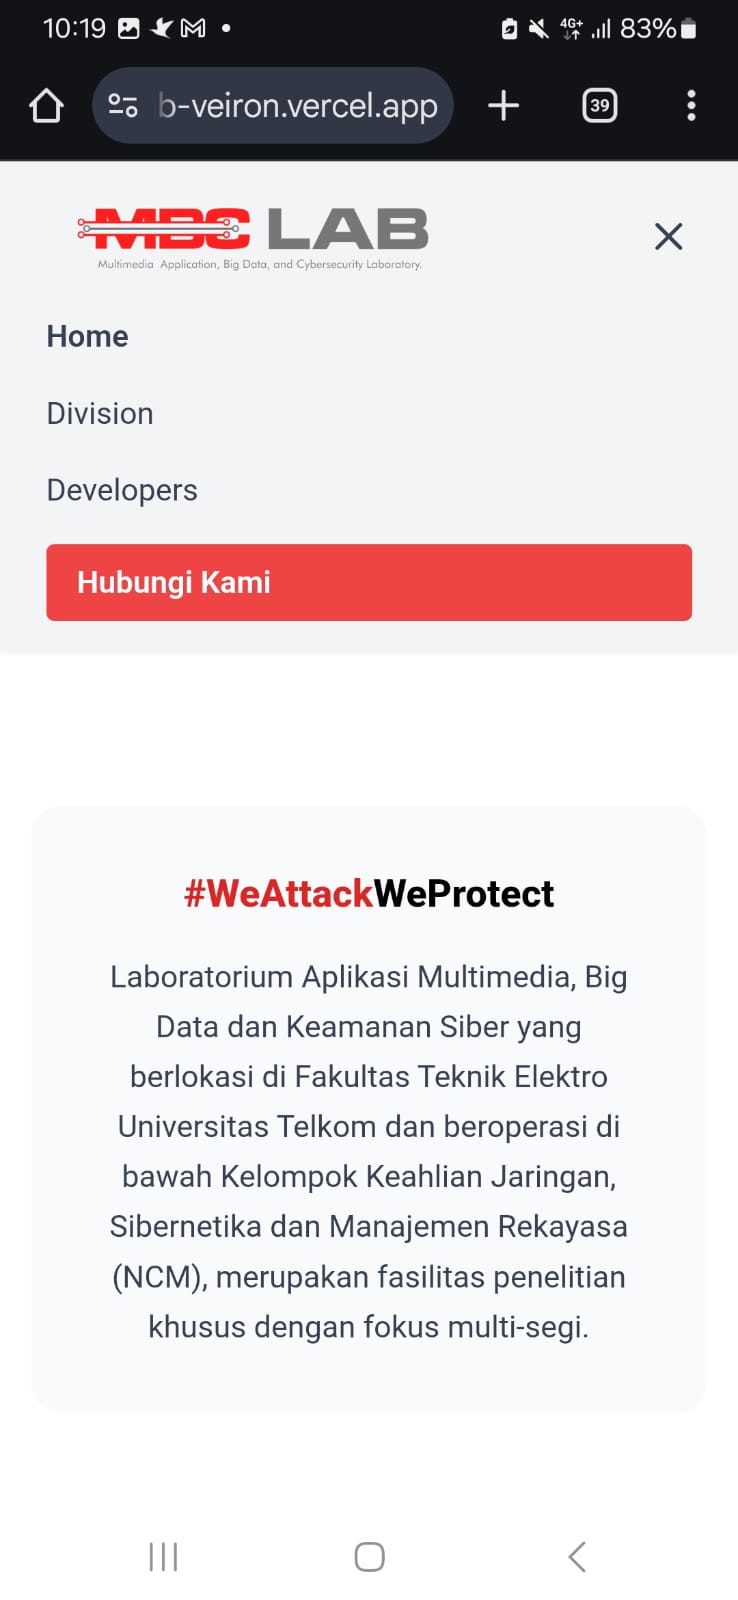 10:19
4G+
83%
b-veiron.vercel.app
39
MBC LAB
Multimedia Application, Big Data, and Cybersecurity Laboratory.
Home
Division
Developers
Hubungi Kami
#WeAttackWeProtect
Laboratorium Aplikasi Multimedia, Big
Data dan Keamanan Siber yang
berlokasi di Fakultas Teknik Elektro
Universitas Telkom dan beroperasi di
bawah Kelompok Keahlian Jaringan,
Sibernetika dan Manajemen Rekayasa
(NCM), merupakan fasilitas penelitian
khusus dengan fokus multi-segi.